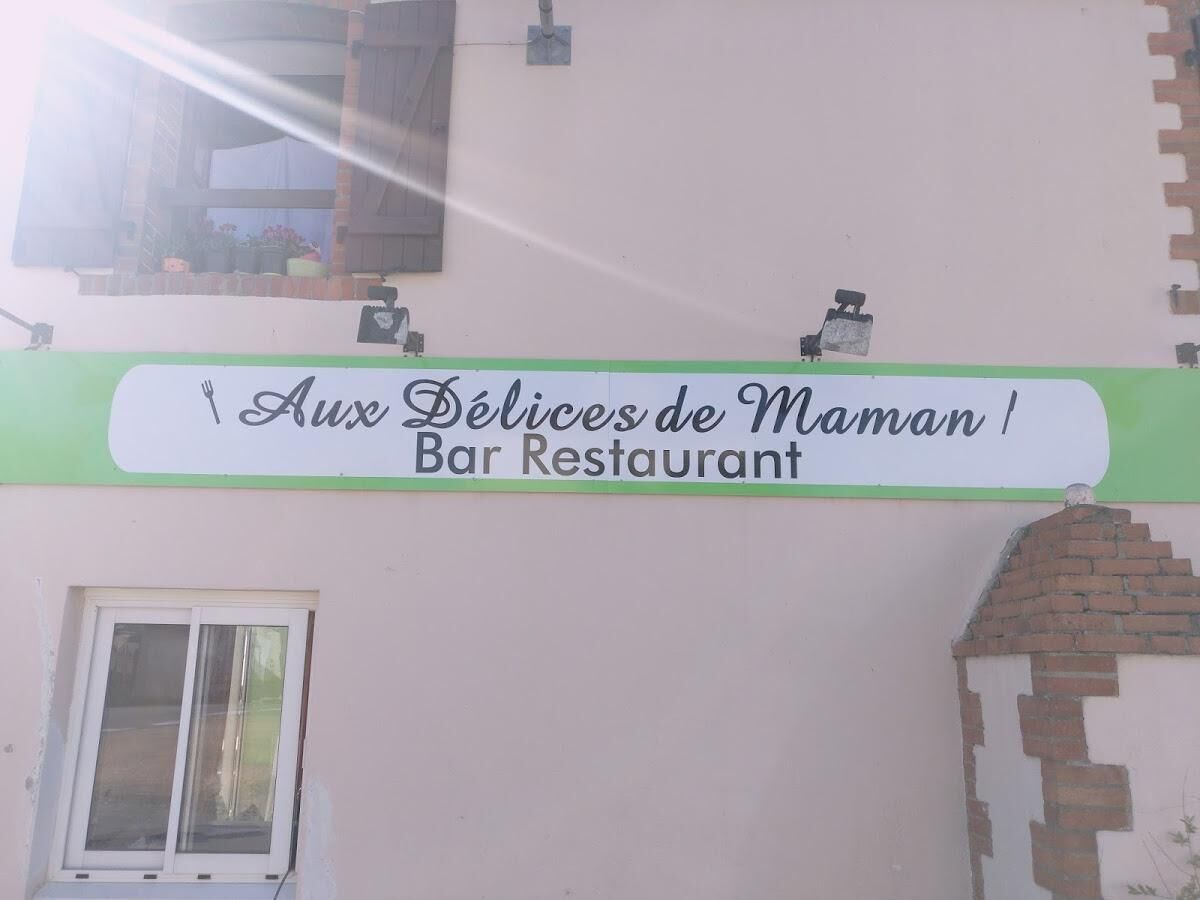 Aux Délices de Maman
Bar Restaurant